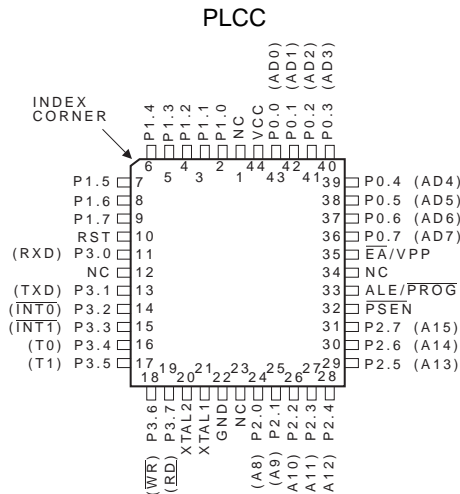 PLCC
INDEX
CORNER
P1.4
P1.3
P1.2
P1.1
P1.0
NC
VCC
P0.0 (AD0)
P0.1 (AD1)
P0.2 (AD2)
P0.3 (AD3)
6
5
4
3
2
1
44
43
42
41
40
P1.5 7
P1.6 8
P1.7 9
RST 10
(RXD) P3.0 11
NC 12
(TXD) P3.1 13
(INT0) P3.2 14
(INT1) P3.3 15
(T0) P3.4 16
(T1) P3.5 17
39 P0.4 (AD4)
38 P0.5 (AD5)
37 P0.6 (AD6)
36 P0.7 (AD7)
35 EA/VPP
34 NC
33 ALE/PROG
32 PSEN
31 P2.7 (A15)
30 P2.6 (A14)
29 P2.5 (A13)
18
19
20
21
22
23
24
25
26
27
28
(WR) P3.6
(RD) P3.7
XTAL2
XTAL1
GND
NC
(A8) P2.0
(A9) P2.1
A10) P2.2
A11) P2.3
A12) P2.4